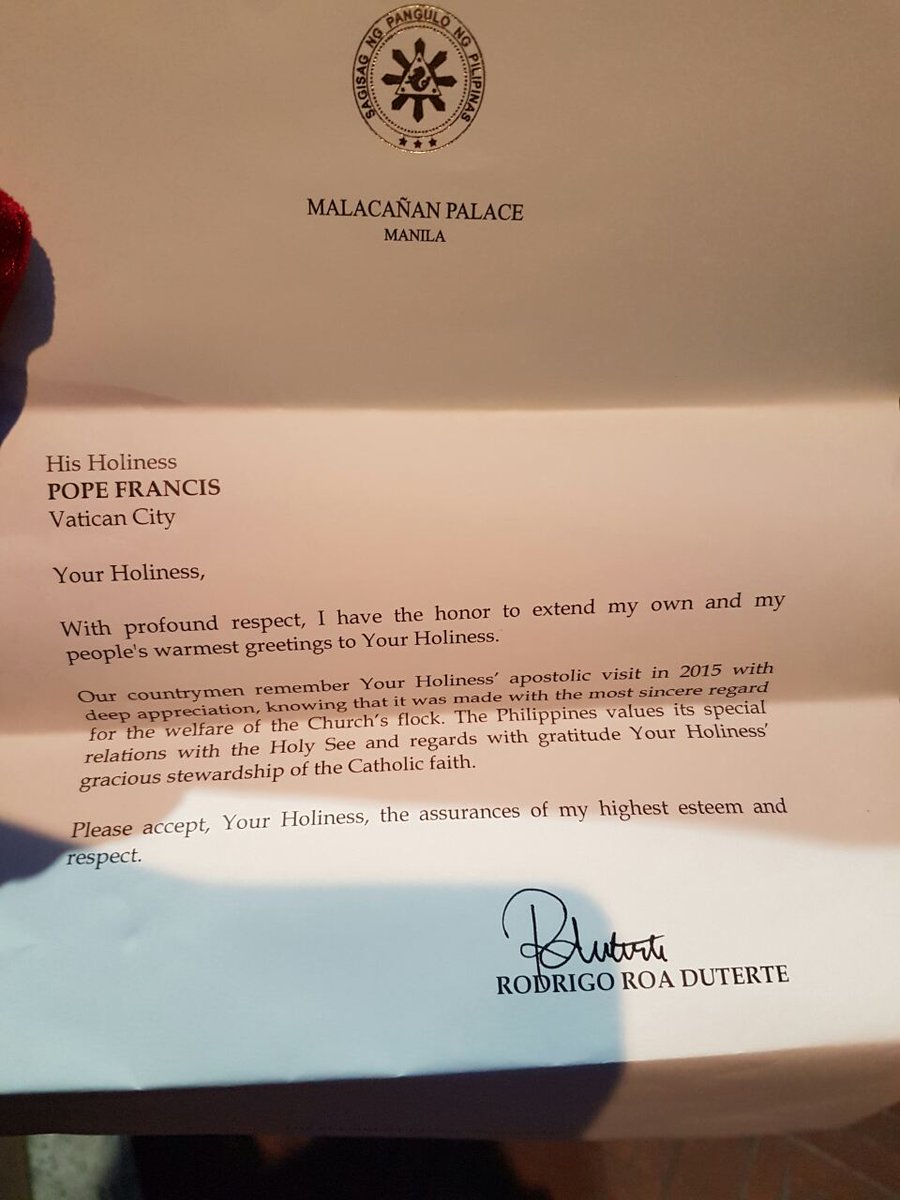 SAGISAG NG PANGULO NG PILIPINAS
MALACAÑAN PALACE
MANILA
His Holiness
POPE FRANCIS
Vatican City
Your Holiness,
With profound respect, I have the honor to extend my own and my
people's warmest greetings to Your Holiness.
Our countrymen remember Your Holiness' apostolic visit in 2015 with
deep appreciation, knowing that it was made with the most sincere regard
for the welfare of the Church's flock. The Philippines values its special
relations with the Holy See and regards with gratitude Your Holiness'
gracious stewardship of the Catholic faith.
Please accept, Your Holiness, the assurances of my highest esteem and
respect.
RDuterte
RODRIGO ROA DUTERTE